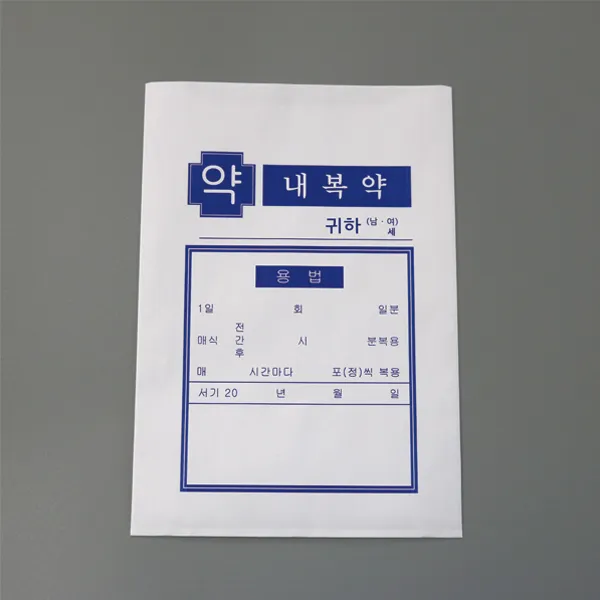 약 내복약
귀하 (남 · 여) 세
용 법
1일 회 일분
매식 전 간 후 시 분복용
매 시간마다 포(정)씩 복용
서기 20 년 월 일